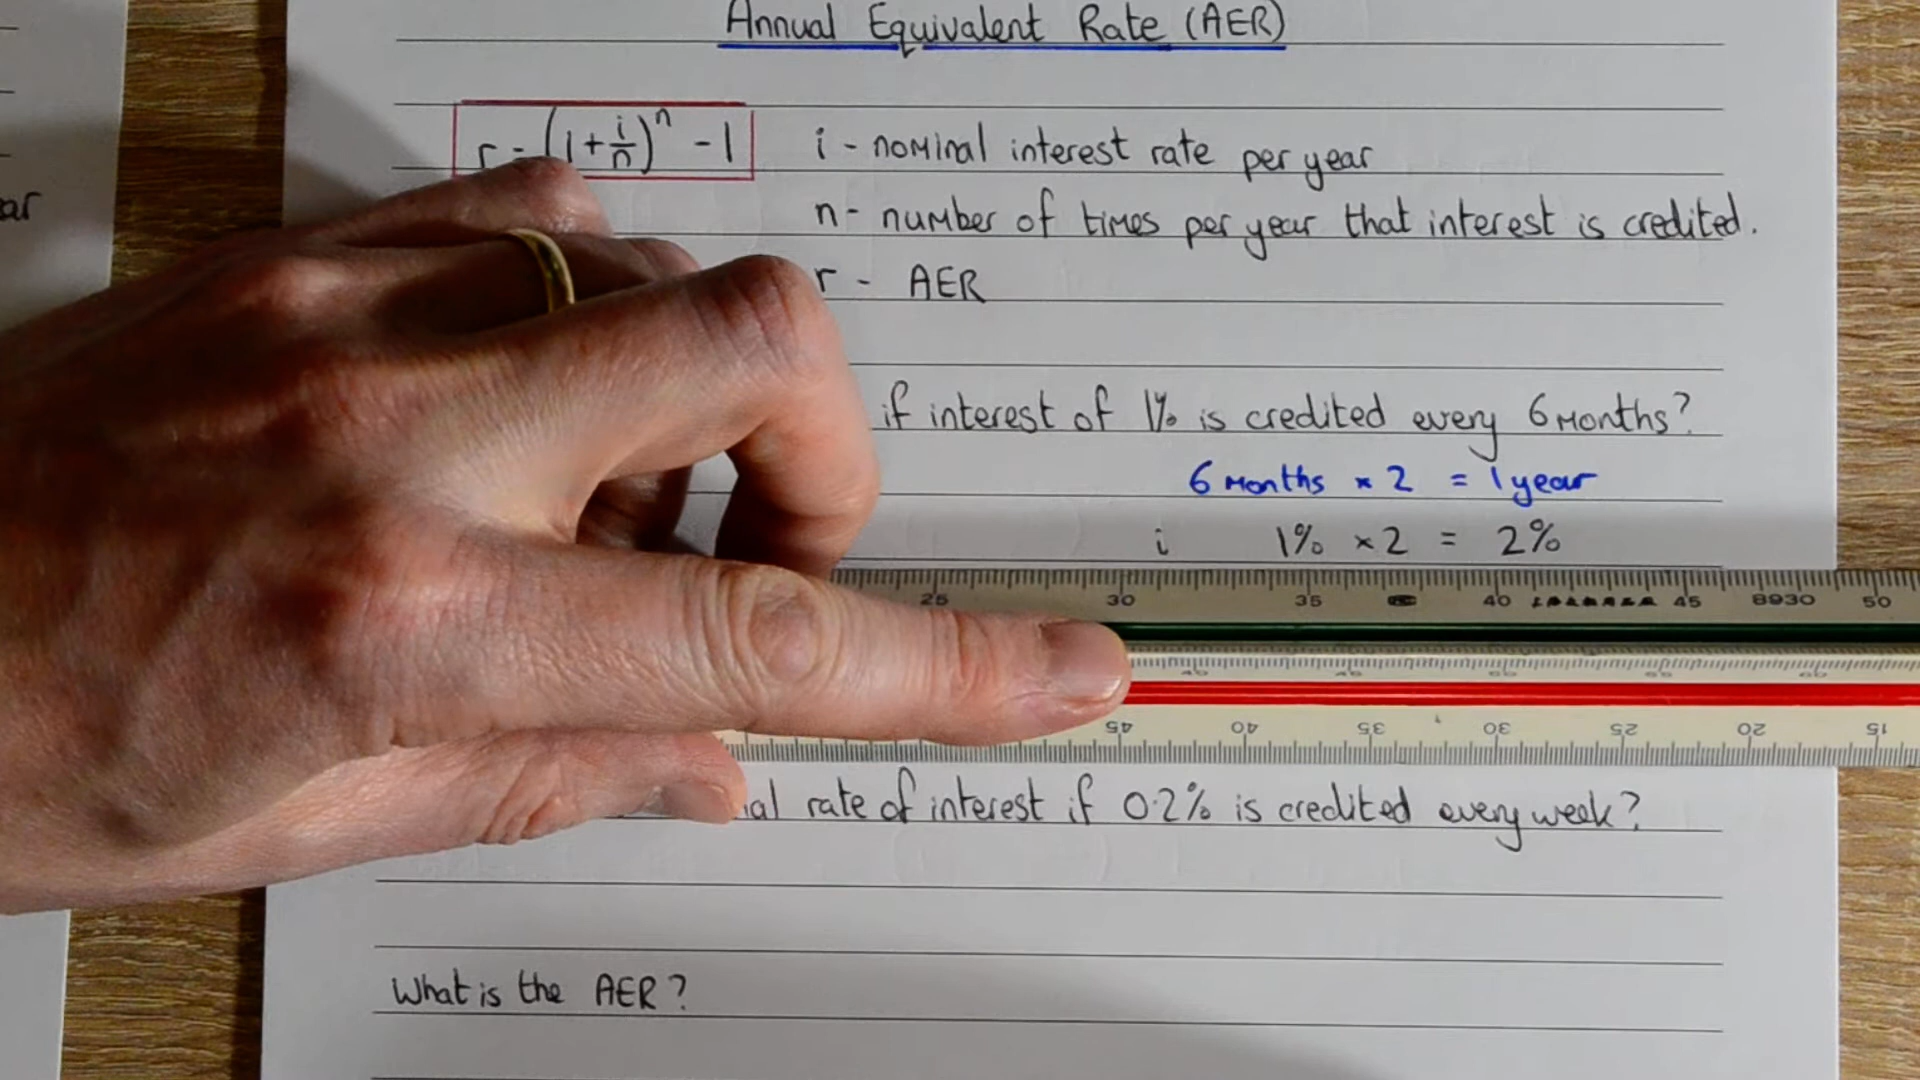 Annual Equivalent Rate (AER)
r = (1 + i/n)^n - 1
i - nominal interest rate per year
n - number of times per year that interest is credited.
ar
r - AER
if interest of 1% is credited every 6 months?
6 months × 2 = 1 year
i 1% × 2 = 2%
25 30 35 40 45 8930 50
45 40 35 30 25 20 15
rate of interest if 0.2% is credited every week?
What is the AER?